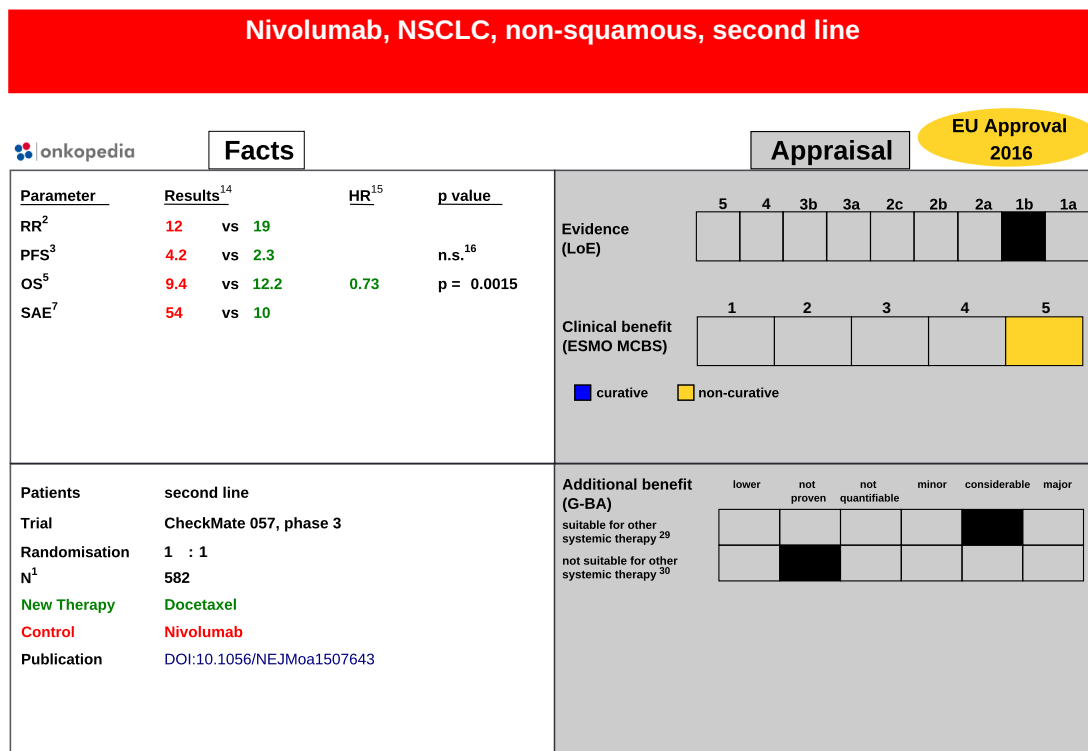 Nivolumab, NSCLC, non-squamous, second line
EU Approval
2016
onkopedia
Facts
Appraisal
Parameter Results14 HR15 p value
RR2 12 vs 19
PFS3 4.2 vs 2.3 n.s.16
OS5 9.4 vs 12.2 0.73 p = 0.0015
SAE7 54 vs 10
5 4 3b 3a 2c 2b 2a 1b 1a
Evidence
(LoE)
1 2 3 4 5
Clinical benefit
(ESMO MCBS)
curative non-curative
Patients second line
Trial CheckMate 057, phase 3
Randomisation 1 : 1
N1 582
New Therapy Docetaxel
Control Nivolumab
Publication DOI:10.1056/NEJMoa1507643
Additional benefit
(G-BA)
lower not proven not quantifiable minor considerable major
suitable for other
systemic therapy 29
not suitable for other
systemic therapy 30